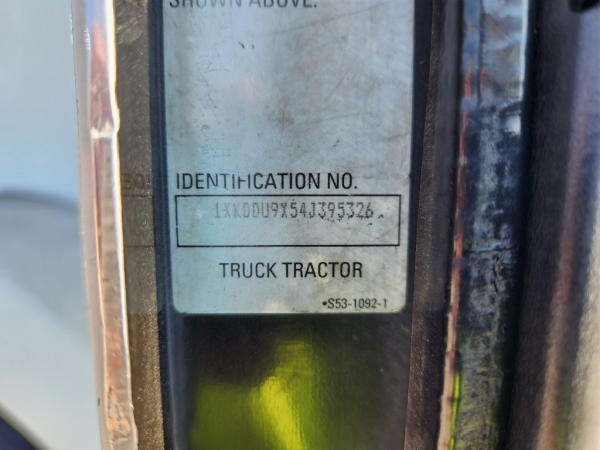 SHOWN ABOVE.
IDENTIFICATION NO.
1XKDDU9X54J395326
TRUCK TRACTOR
•S53-1092-1